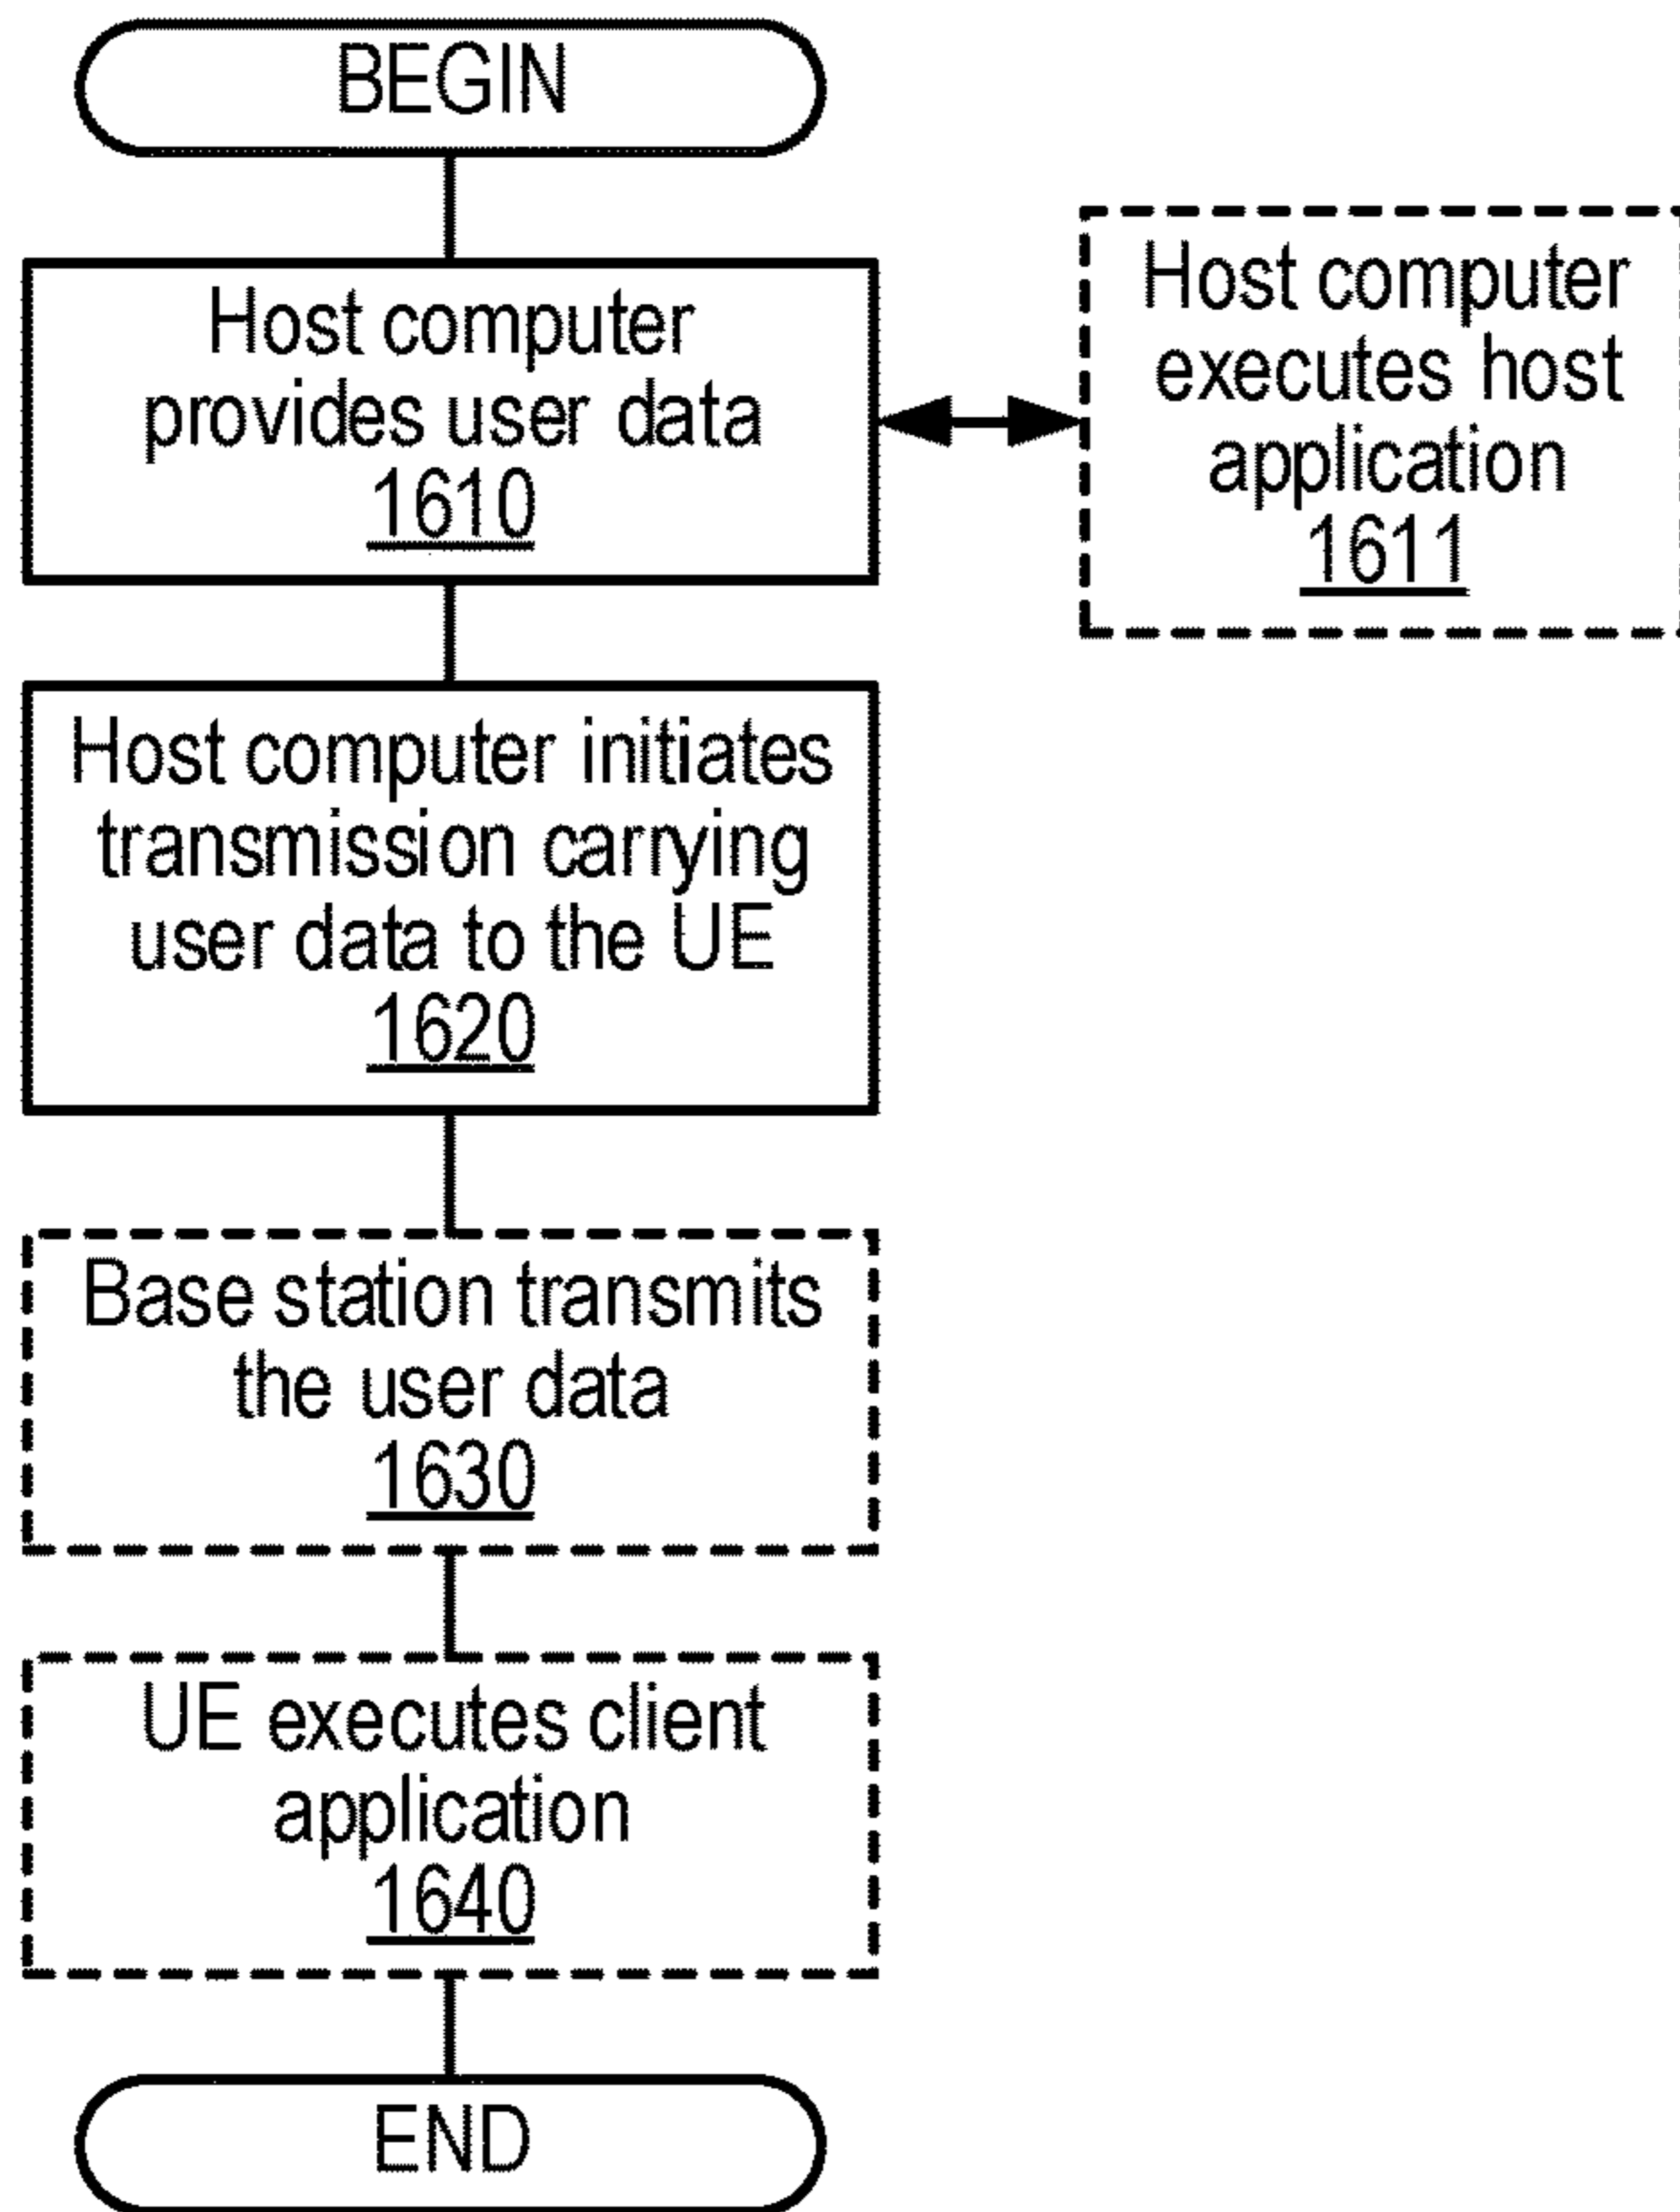 BEGIN
Host computer
provides user data
1610
Host computer
executes host
application
1611
Host computer initiates
transmission carrying
user data to the UE
1620
Base station transmits
the user data
1630
UE executes client
application
1640
END